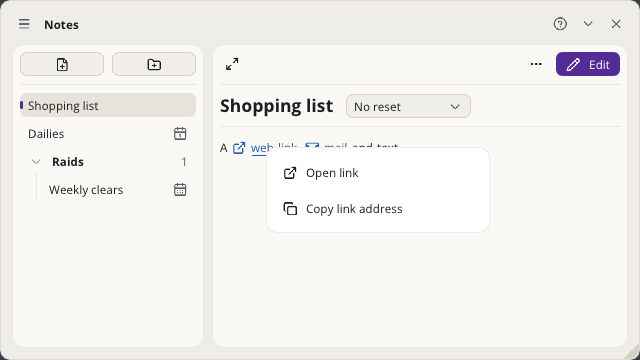 Notes
Edit
Shopping list
Shopping list
No reset
Dailies
A web link mail and text
Raids 1
Open link
Weekly clears
Copy link address